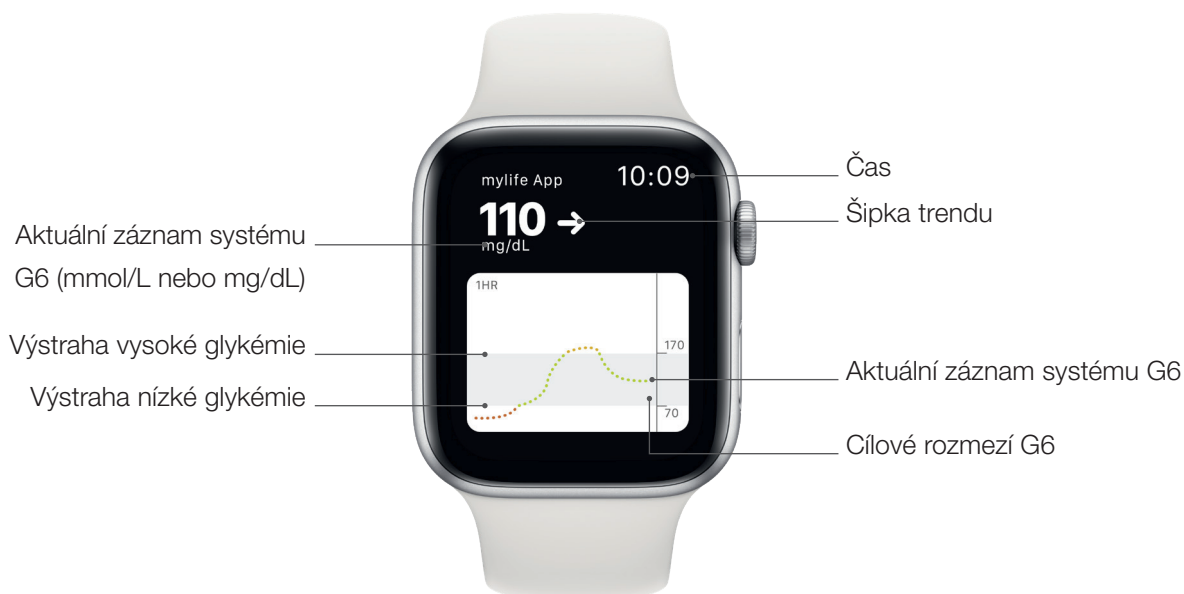 mylife App
10:09
110
mg/dL
1HR
170
70
Aktuální záznam systému
G6 (mmol/L nebo mg/dL)
Výstraha vysoké glykémie
Výstraha nízké glykémie
Čas
Šipka trendu
Aktuální záznam systému G6
Cílové rozmezí G6